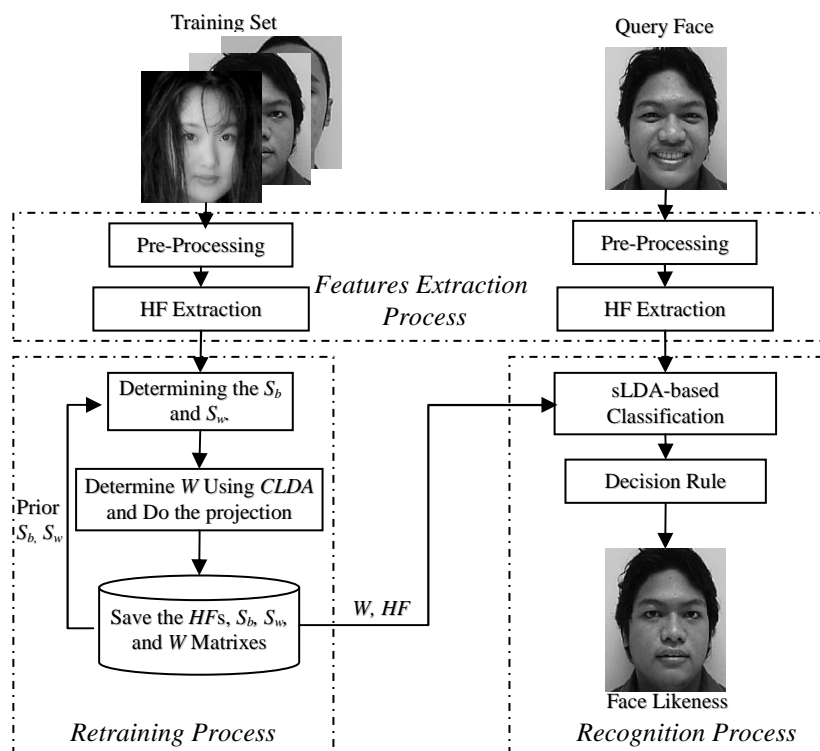 Training Set
Query Face
Pre-Processing
Pre-Processing
HF Extraction
Features Extraction
Process
HF Extraction
Determining the S_b
and S_w.
sLDA-based
Classification
Determine W Using CLDA
and Do the projection
Decision Rule
Prior
S_b, S_w
Save the HFs, S_b, S_w,
and W Matrixes
W, HF
Face Likeness
Retraining Process
Recognition Process